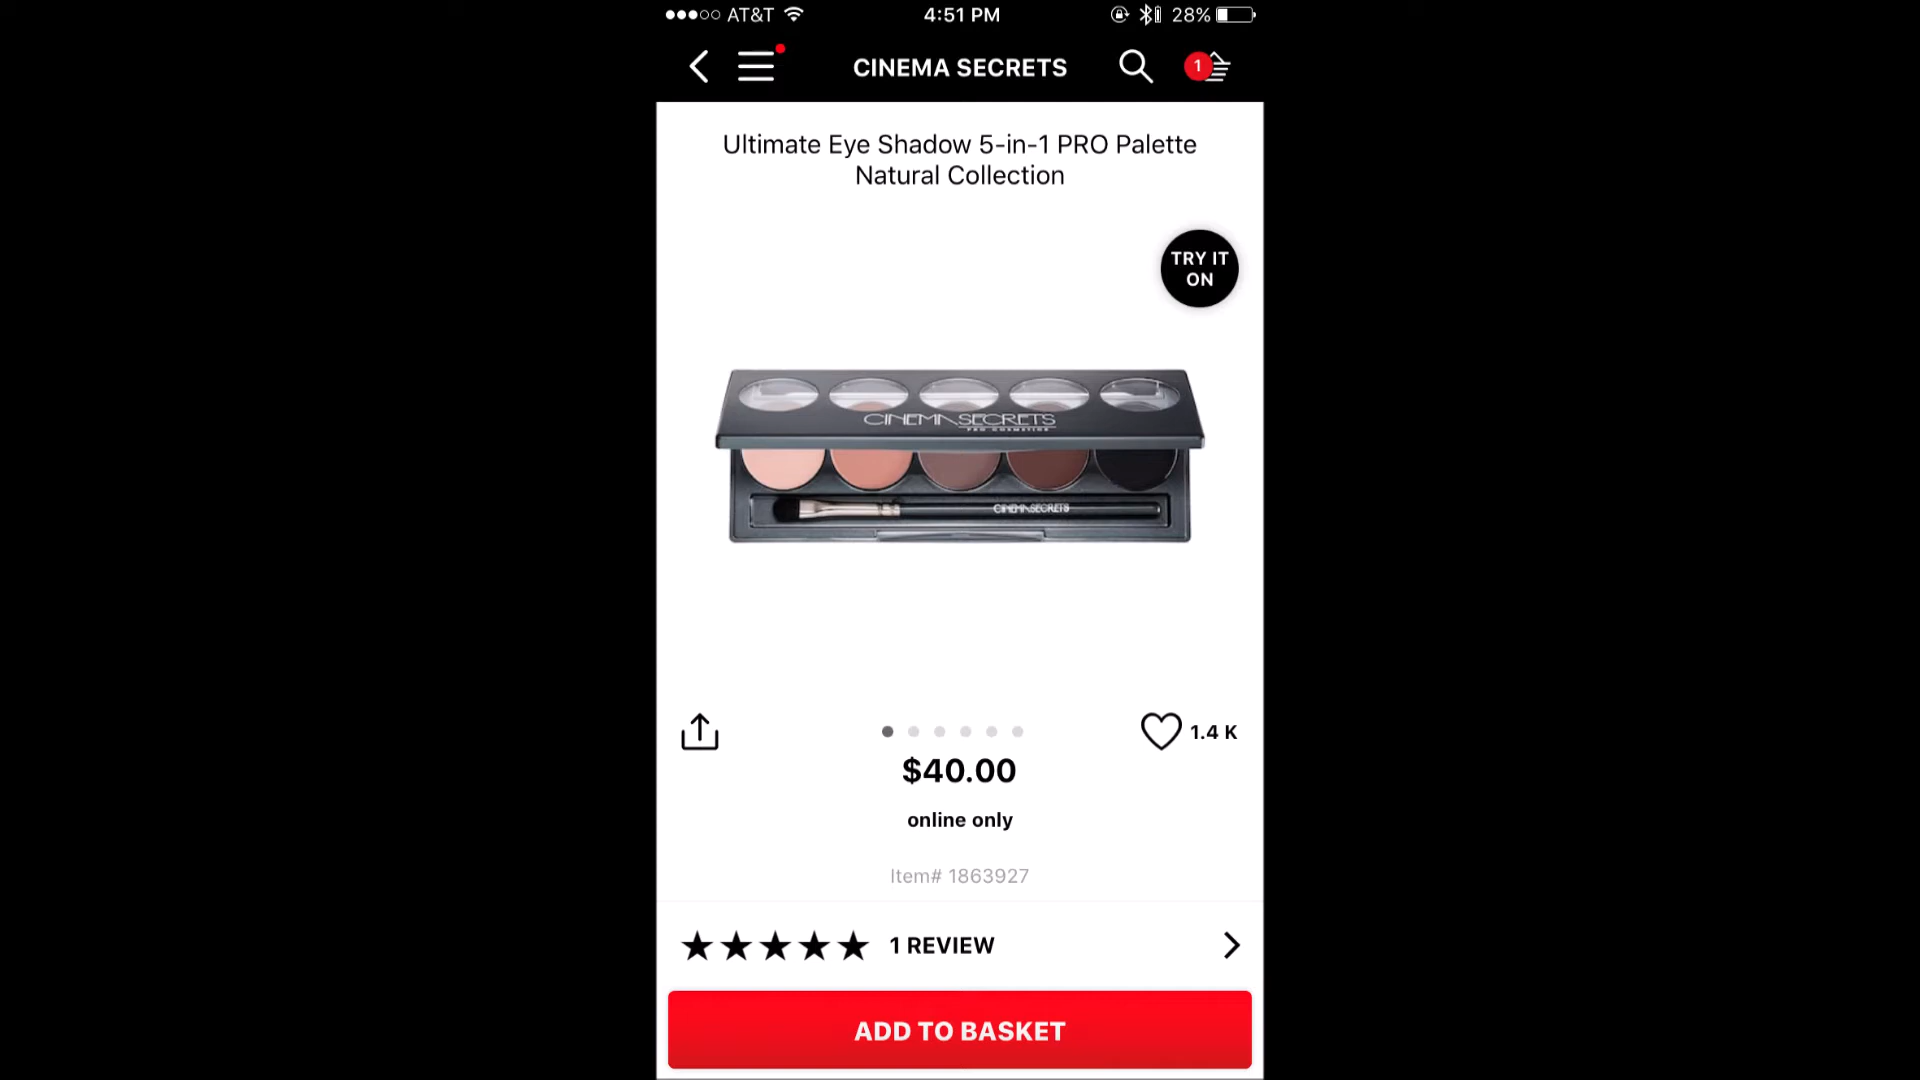 AT&T 4:51 PM 28%
CINEMA SECRETS 1
Ultimate Eye Shadow 5-in-1 PRO Palette
Natural Collection
TRY IT
ON
CINEMA SECRETS
PRO COSMETICS
CINEMA SECRETS
1.4 K
$40.00
online only
Item# 1863927
1 REVIEW
ADD TO BASKET